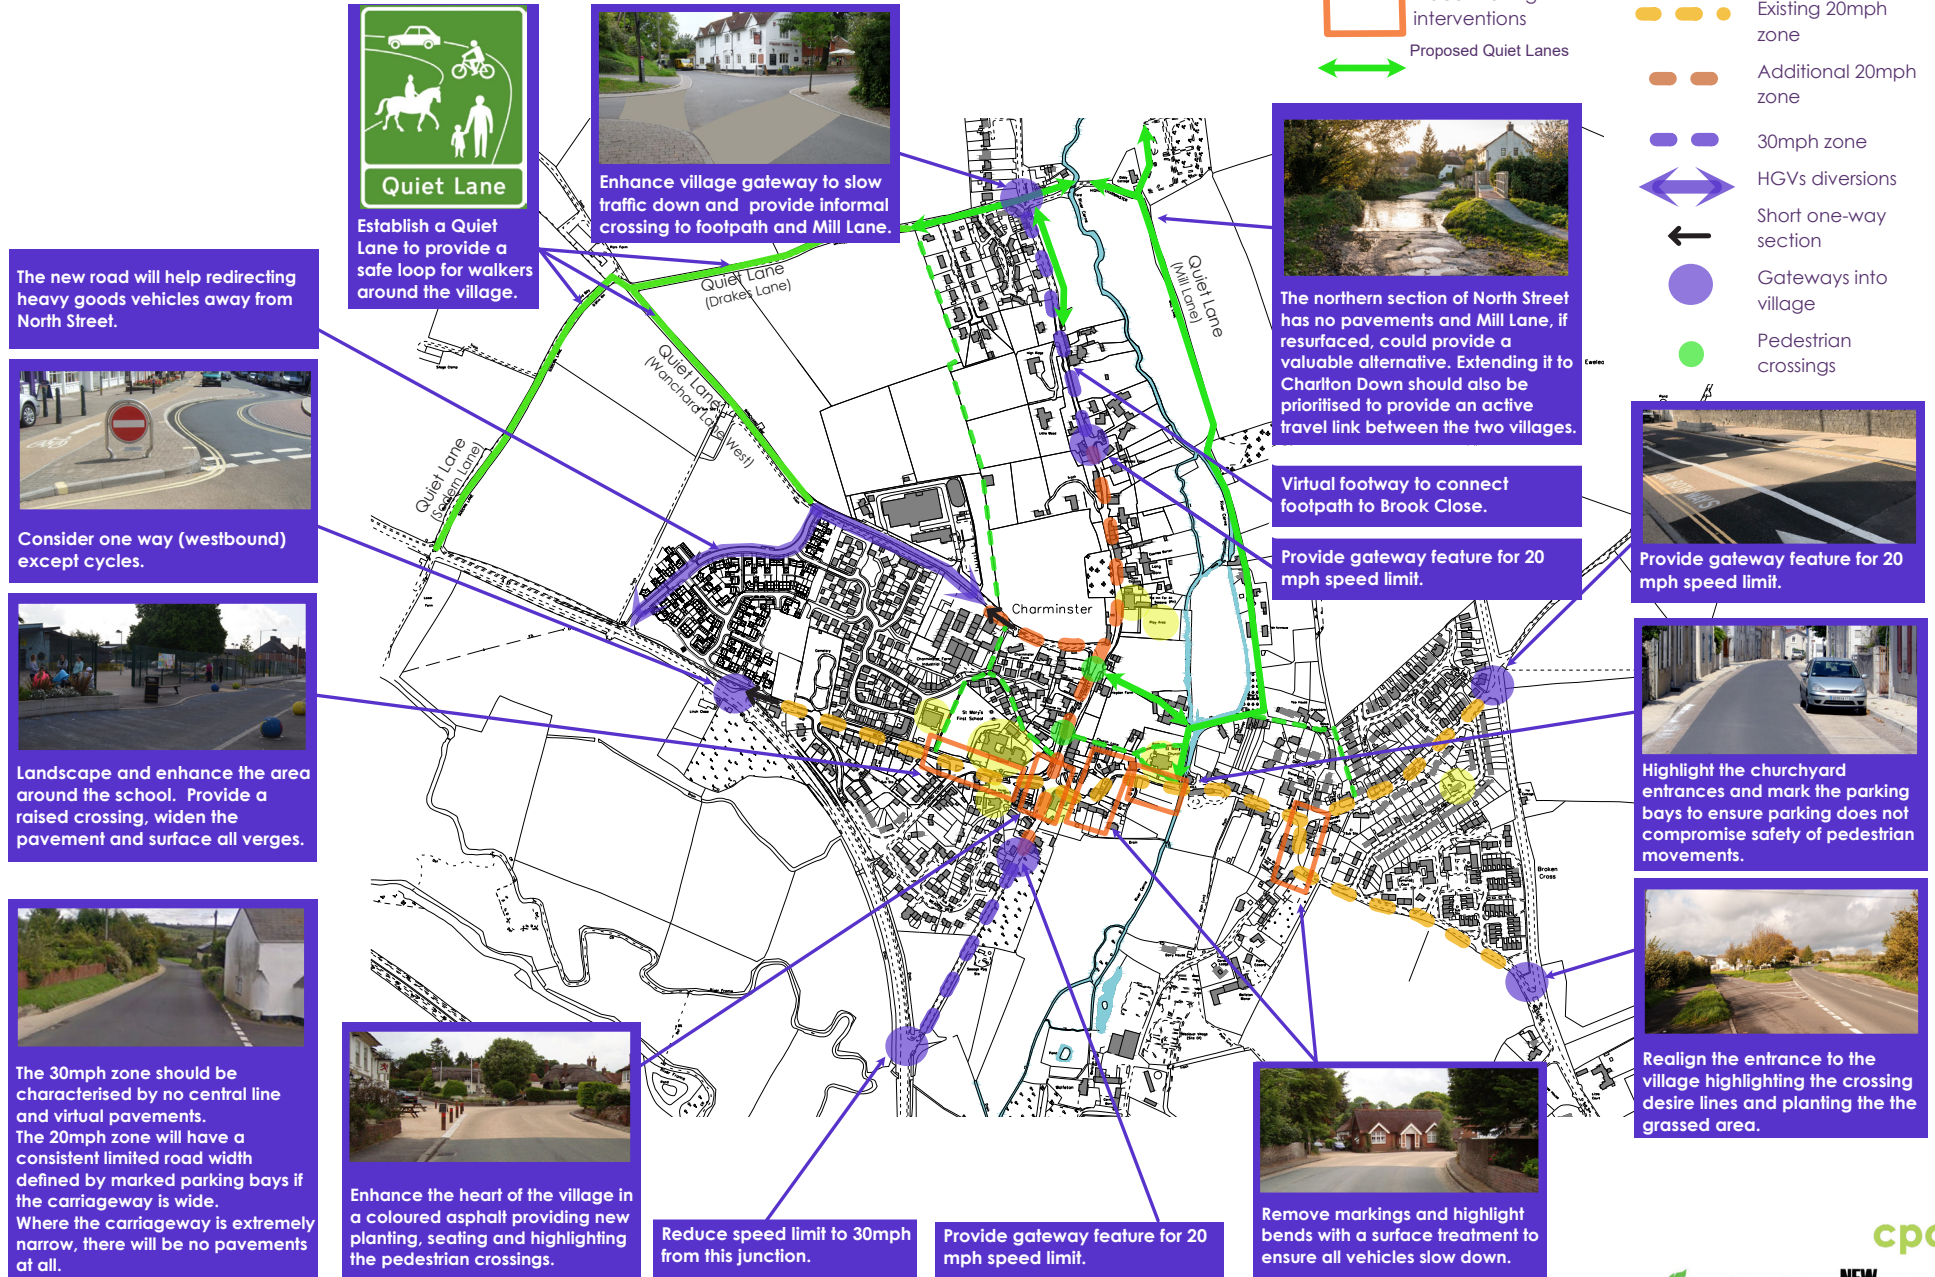 interventions
Proposed Quiet Lanes
Existing 20mph
zone
Additional 20mph
zone
30mph zone
HGVs diversions
Short one-way
section
Gateways into
village
Pedestrian
crossings
Quiet Lane
Establish a Quiet
Lane to provide a
safe loop for walkers
around the village.
Enhance village gateway to slow
traffic down and provide informal
crossing to footpath and Mill Lane.
The new road will help redirecting
heavy goods vehicles away from
North Street.
Consider one way (westbound)
except cycles.
Landscape and enhance the area
around the school. Provide a
raised crossing, widen the
pavement and surface all verges.
The 30mph zone should be
characterised by no central line
and virtual pavements.
The 20mph zone will have a
consistent limited road width
defined by marked parking bays if
the carriageway is wide.
Where the carriageway is extremely
narrow, there will be no pavements
at all.
Enhance the heart of the village in
a coloured asphalt providing new
planting, seating and highlighting
the pedestrian crossings.
Reduce speed limit to 30mph
from this junction.
Provide gateway feature for 20
mph speed limit.
Remove markings and highlight
bends with a surface treatment to
ensure all vehicles slow down.
The northern section of North Street
has no pavements and Mill Lane, if
resurfaced, could provide a
valuable alternative. Extending it to
Charlton Down should also be
prioritised to provide an active
travel link between the two villages.
Virtual footway to connect
footpath to Brook Close.
Provide gateway feature for 20
mph speed limit.
Provide gateway feature for 20
mph speed limit.
Highlight the churchyard
entrances and mark the parking
bays to ensure parking does not
compromise safety of pedestrian
movements.
Realign the entrance to the
village highlighting the crossing
desire lines and planting the the
grassed area.
Quiet Lane
(Drakes Lane)
Quiet Lane
(Wanchard Lane West)
Quiet Lane
(Sodern Lane)
Quiet Lane
(Mill Lane)
Charminster
St Mary's
First School
Cemetery
Play Area
Broken
Cross
NEW